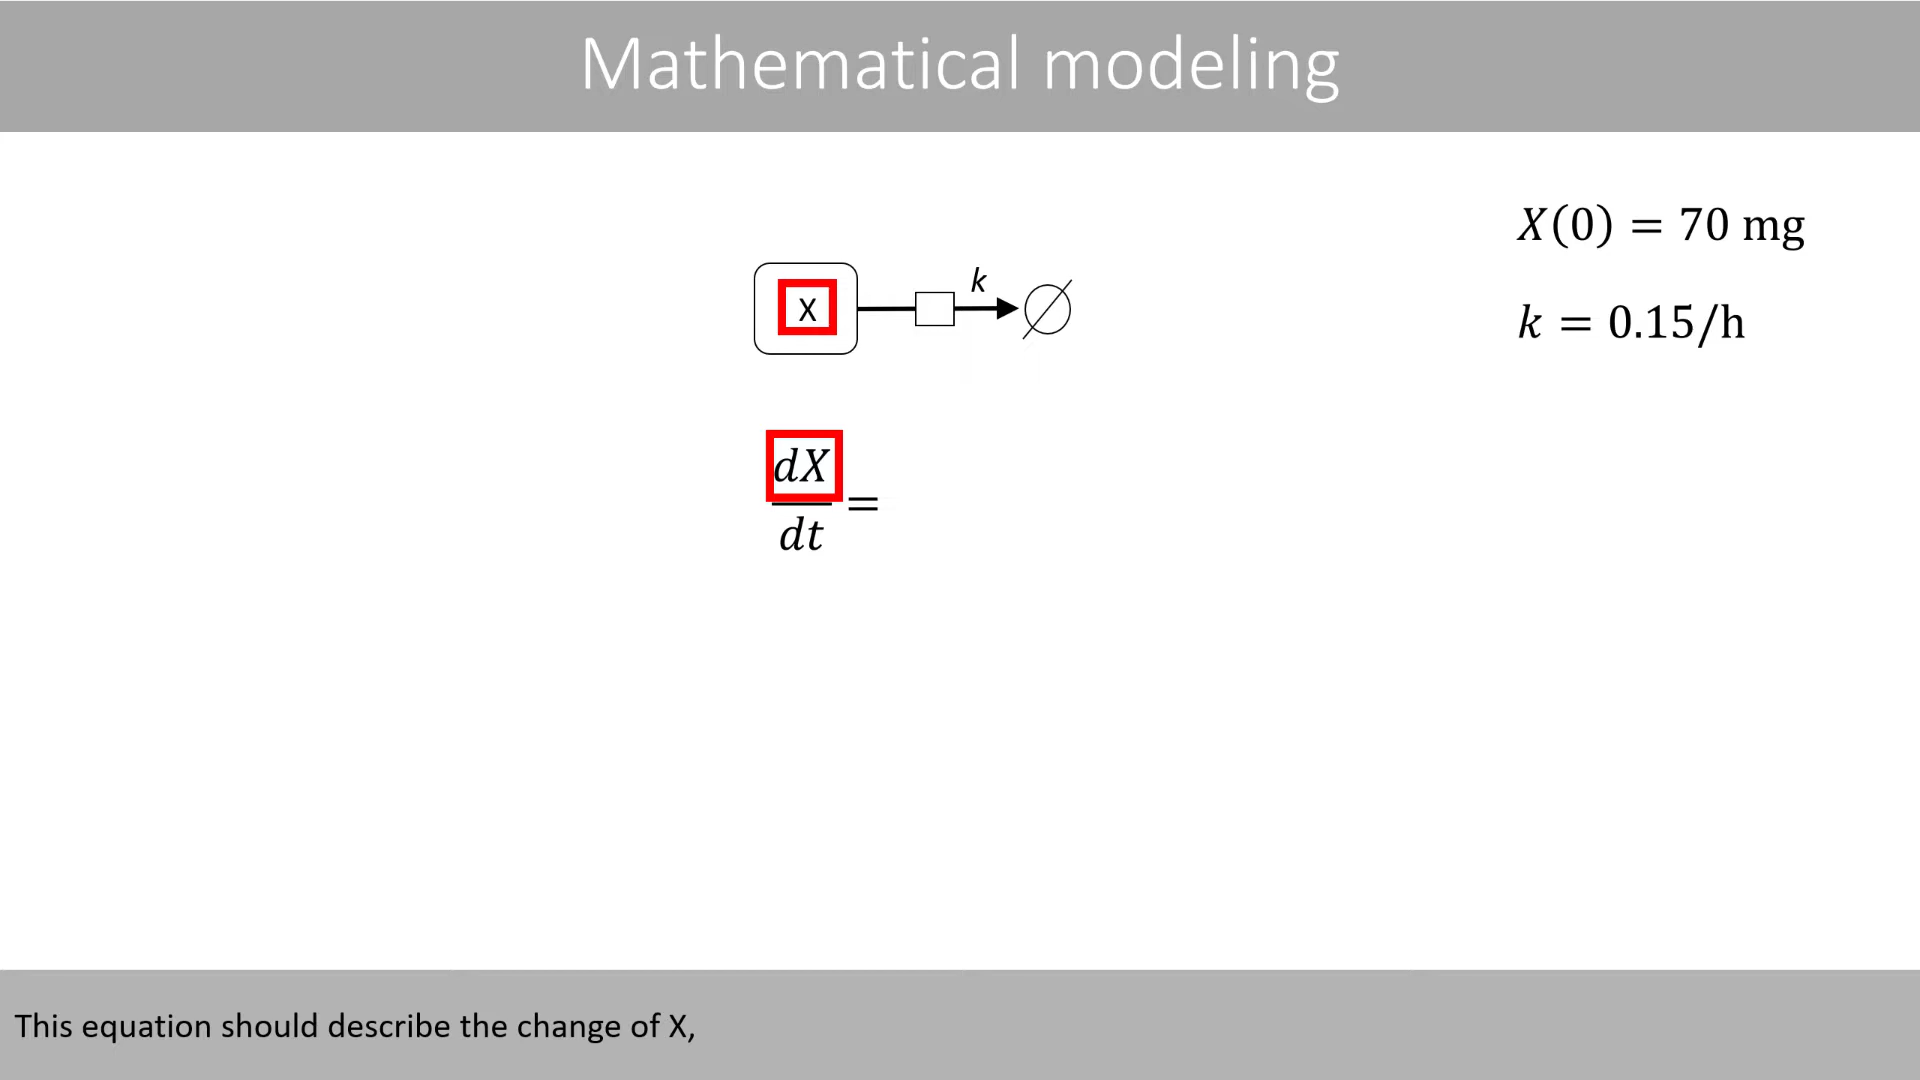 Mathematical modeling
X(0) = 70 mg
k
X
∅
k = 0.15/h
dX
dt
=
This equation should describe the change of X,